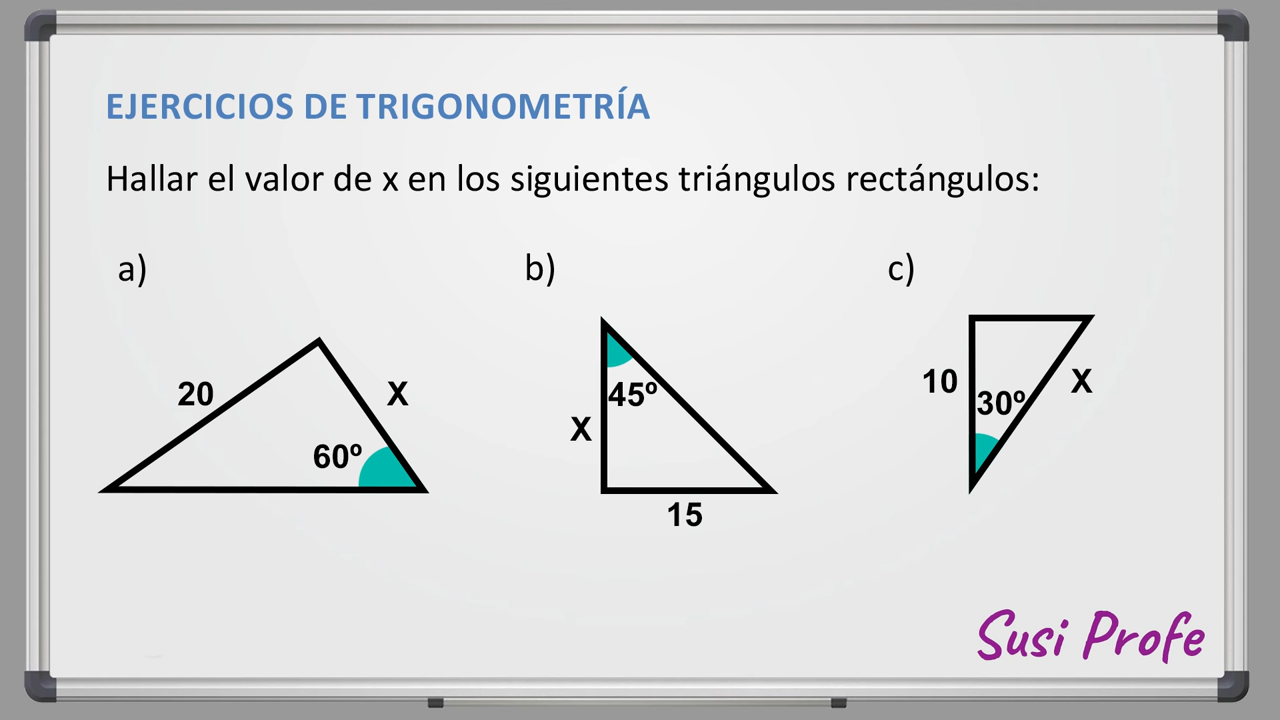 EJERCICIOS DE TRIGONOMETRÍA
Hallar el valor de x en los siguientes triángulos rectángulos:
a)
b)
c)
20
X
60º
45º
X
15
10
30º
X
Susi Profe